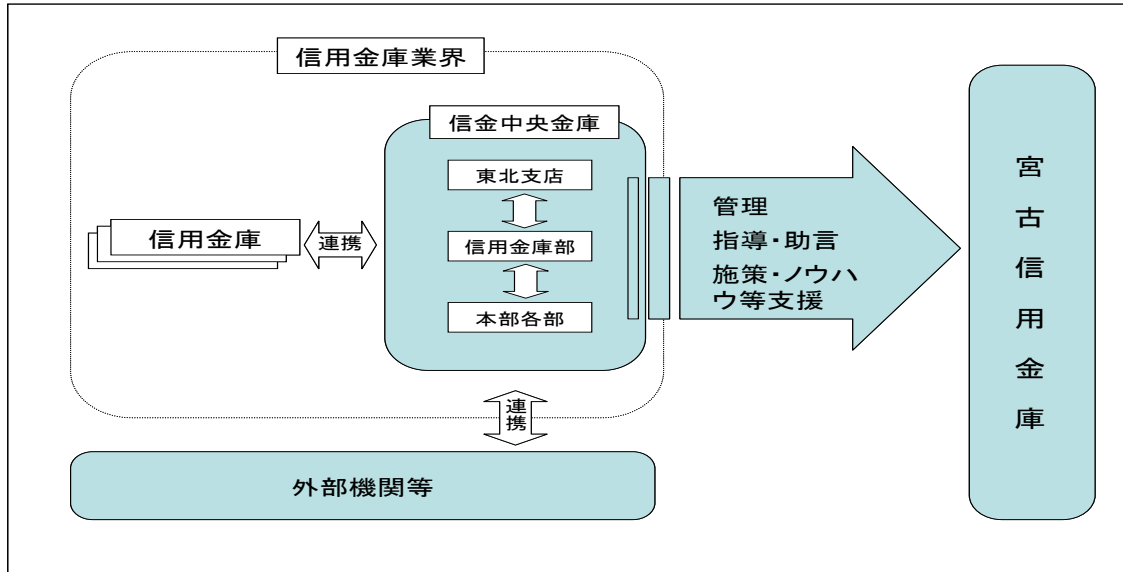 信用金庫業界
信金中央金庫
東北支店
信用金庫
連携
信用金庫部
本部各部
管理
指導・助言
施策・ノウハ
ウ等支援
宮古信用金庫
連携
外部機関等